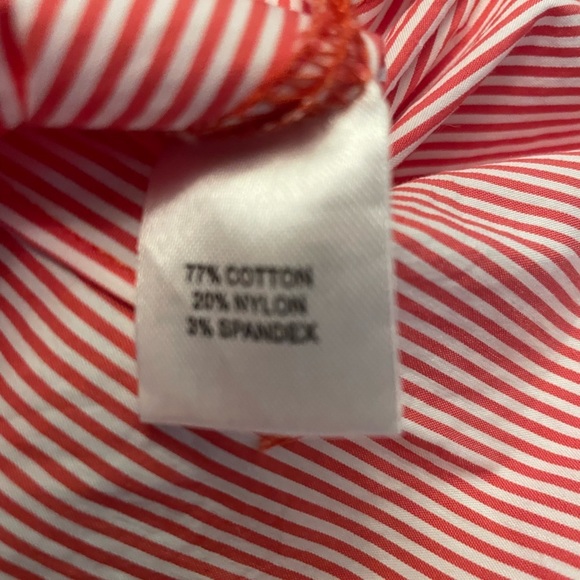 77% COTTON
20% NYLON
3% SPANDEX